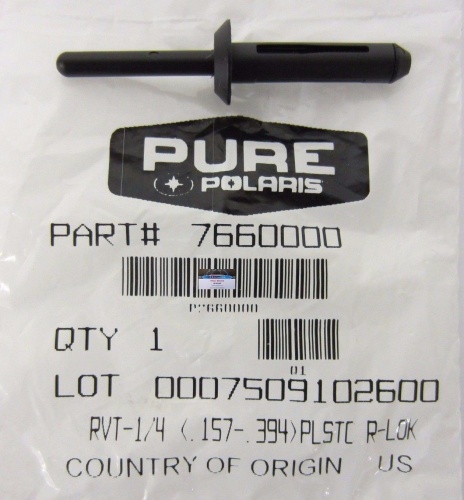 PURE
POLARIS
PART# 7660000
P7660000
QTY 1
01
LOT 0007509102600
RVT-1/4 (.157-.394)PLSTC R-LOK
COUNTRY OF ORIGIN US